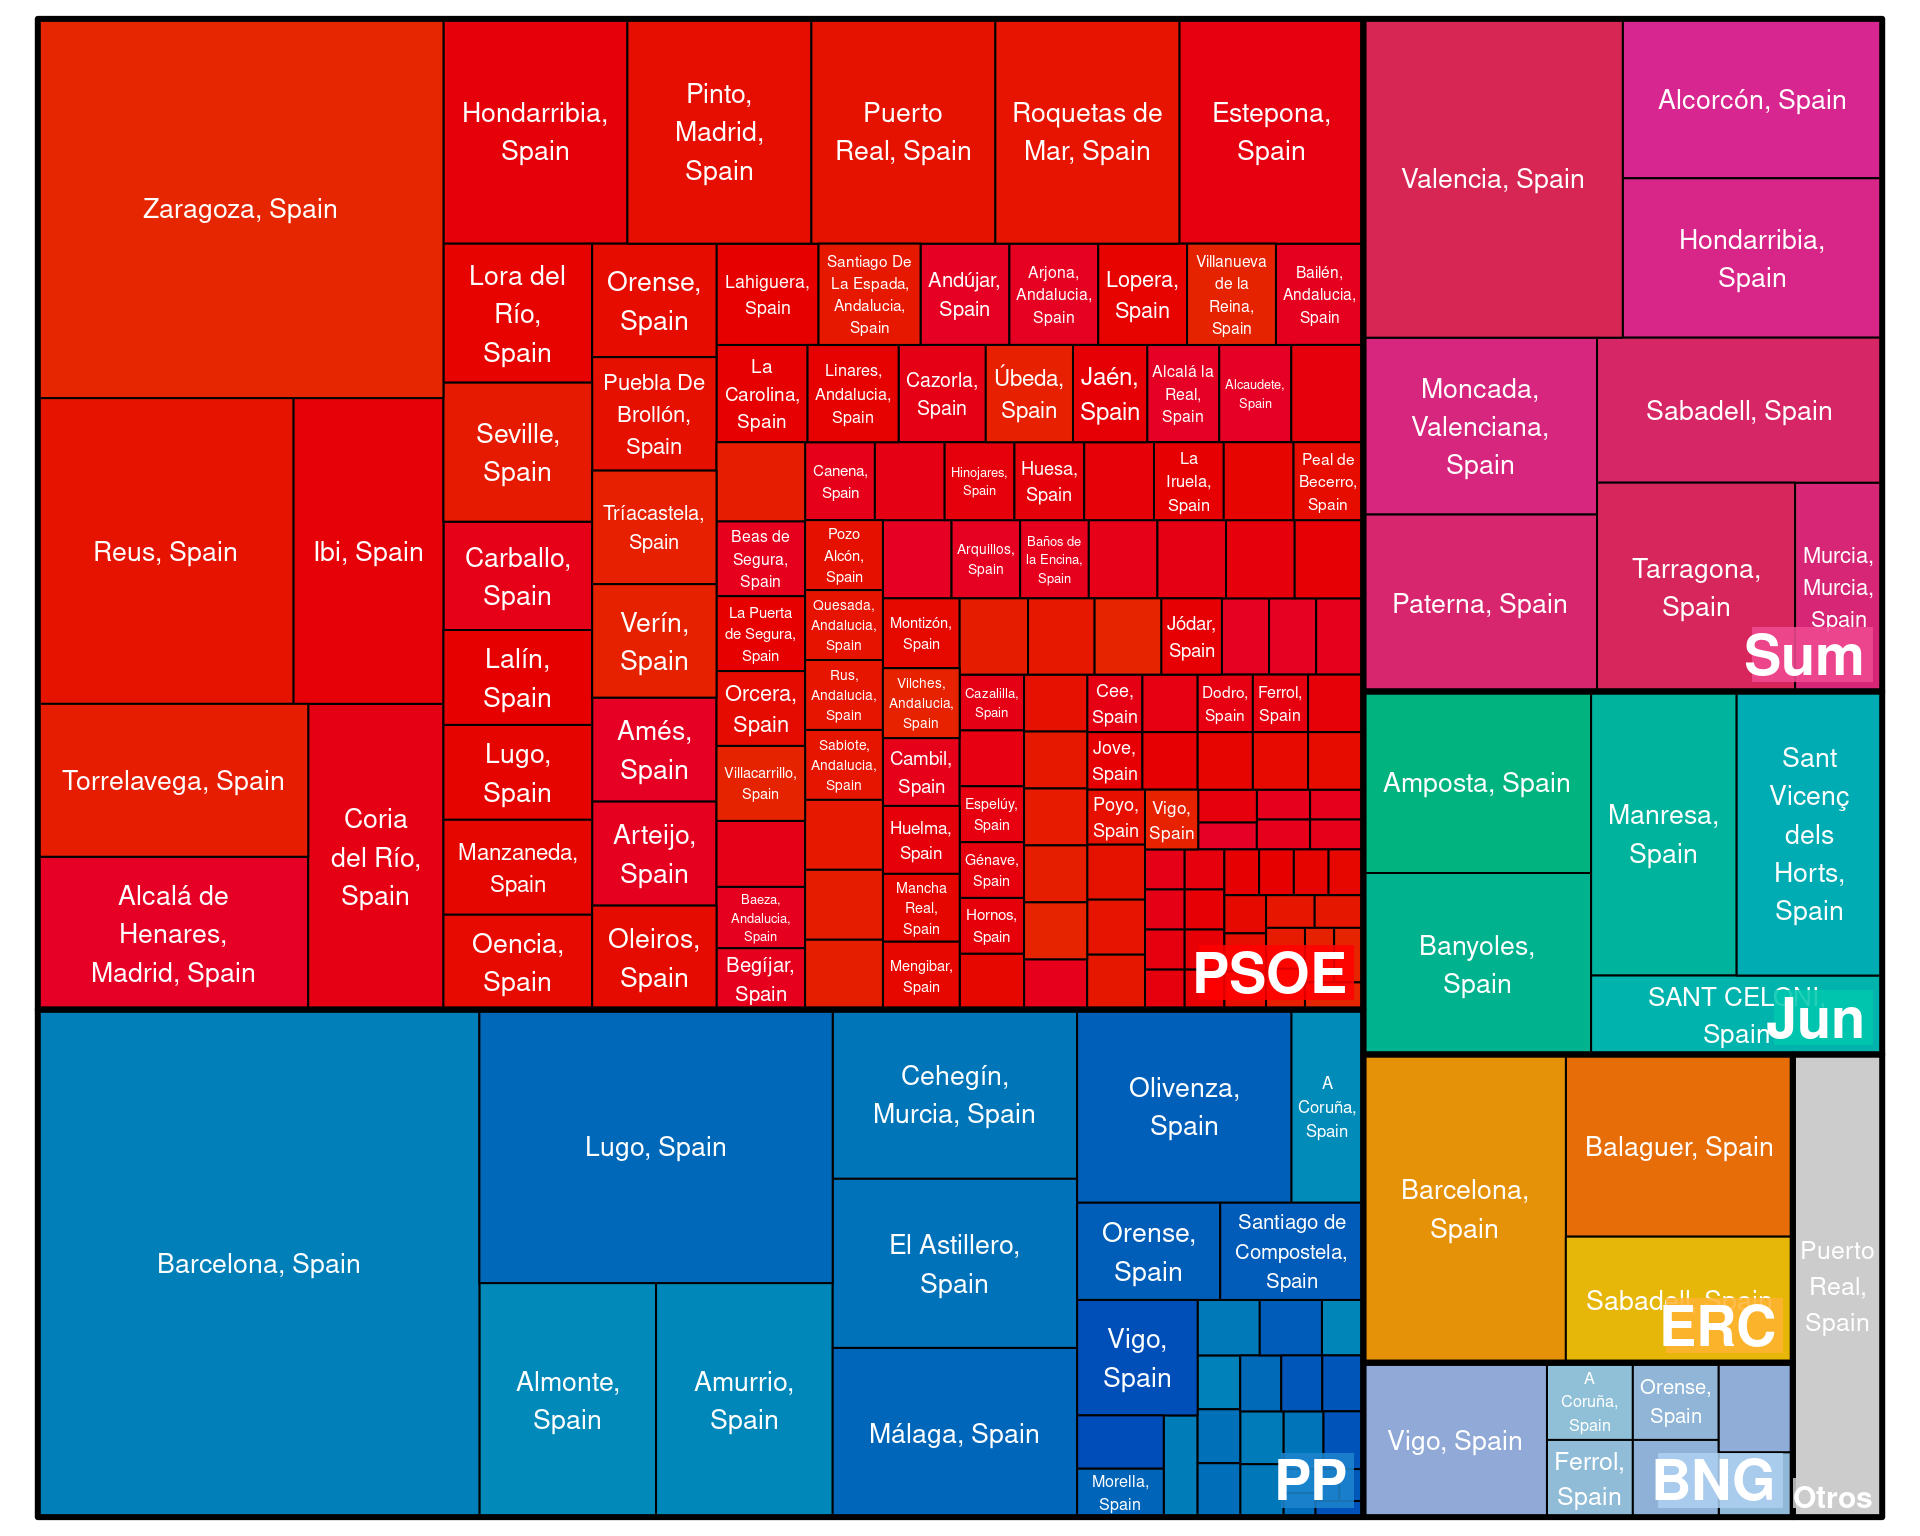 Zaragoza, Spain
Reus, Spain
Ibi, Spain
Torrelavega, Spain
Alcalá de
Henares,
Madrid, Spain
Coria
del Río,
Spain
Hondarribia,
Spain
Pinto,
Madrid,
Spain
Puerto
Real, Spain
Roquetas de
Mar, Spain
Estepona,
Spain
Lora del
Río,
Spain
Seville,
Spain
Carballo,
Spain
Lalín,
Spain
Lugo,
Spain
Manzaneda,
Spain
Oencia,
Spain
Orense,
Spain
Puebla De
Brollón,
Spain
Tríacastela,
Spain
Verín,
Spain
Amés,
Spain
Arteijo,
Spain
Oleiros,
Spain
Lahiguera,
Spain
Santiago De
La Espada,
Andalucia,
Spain
Andújar,
Spain
Arjona,
Andalucia,
Spain
Lopera,
Spain
Villanueva
de la
Reina,
Spain
Bailén,
Andalucia,
Spain
La
Carolina,
Spain
Linares,
Andalucia,
Spain
Cazorla,
Spain
Úbeda,
Spain
Jaén,
Spain
Alcalá la
Real,
Spain
Alcaudete,
Spain
Canena,
Spain
Hinojares,
Spain
Huesa,
Spain
La
Iruela,
Spain
Peal de
Becerro,
Spain
Beas de
Segura,
Spain
La Puerta
de Segura,
Spain
Orcera,
Spain
Villacarrillo,
Spain
Baeza,
Andalucia,
Spain
Begíjar,
Spain
Pozo
Alcón,
Spain
Quesada,
Andalucia,
Spain
Rus,
Andalucia,
Spain
Sabiote,
Andalucia,
Spain
Arquillos,
Spain
Baños de
la Encina,
Spain
Montizón,
Spain
Vilches,
Andalucia,
Spain
Cambil,
Spain
Huelma,
Spain
Mancha
Real,
Spain
Mengibar,
Spain
Jódar,
Spain
Cazalilla,
Spain
Espelúy,
Spain
Génave,
Spain
Hornos,
Spain
Cee,
Spain
Dodro,
Spain
Ferrol,
Spain
Jove,
Spain
Poyo,
Spain
Vigo,
Spain
PSOE
Barcelona, Spain
Lugo, Spain
Almonte,
Spain
Amurrio,
Spain
Cehegín,
Murcia, Spain
El Astillero,
Spain
Málaga, Spain
Olivenza,
Spain
A
Coruña,
Spain
Orense,
Spain
Santiago de
Compostela,
Spain
Vigo,
Spain
Morella,
Spain
PP
Valencia, Spain
Alcorcón, Spain
Hondarribia,
Spain
Moncada,
Valenciana,
Spain
Paterna, Spain
Sabadell, Spain
Tarragona,
Spain
Murcia,
Murcia,
Spain
Sum
Amposta, Spain
Banyoles,
Spain
Manresa,
Spain
Sant
Vicenç
dels
Horts,
Spain
SANT CELONI,
Spain
Jun
Barcelona,
Spain
Balaguer, Spain
Sabadell, Spain
ERC
Vigo, Spain
A
Coruña,
Spain
Ferrol,
Spain
Orense,
Spain
BNG
Puerto
Real,
Spain
Otros